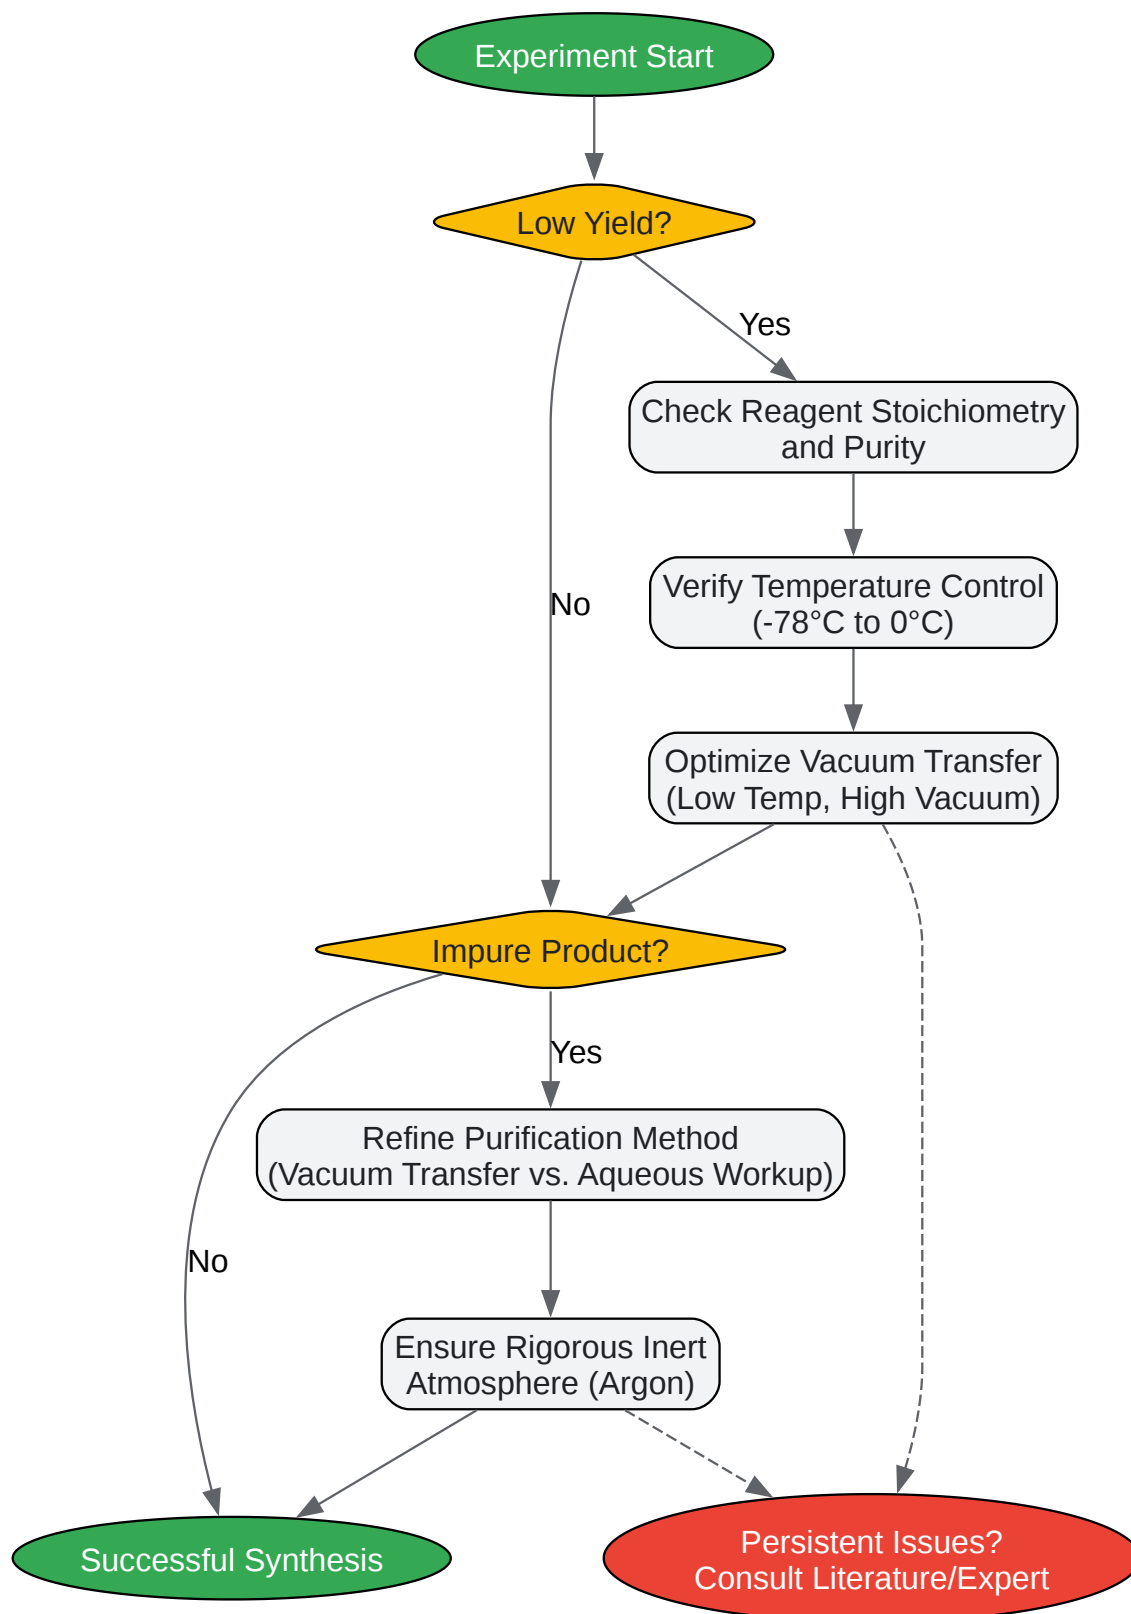 Experiment Start
Low Yield?
Yes
Check Reagent Stoichiometry
and Purity
Verify Temperature Control
(-78°C to 0°C)
No
Optimize Vacuum Transfer
(Low Temp, High Vacuum)
Impure Product?
Yes
Refine Purification Method
(Vacuum Transfer vs. Aqueous Workup)
No
Ensure Rigorous Inert
Atmosphere (Argon)
Successful Synthesis
Persistent Issues?
Consult Literature/Expert